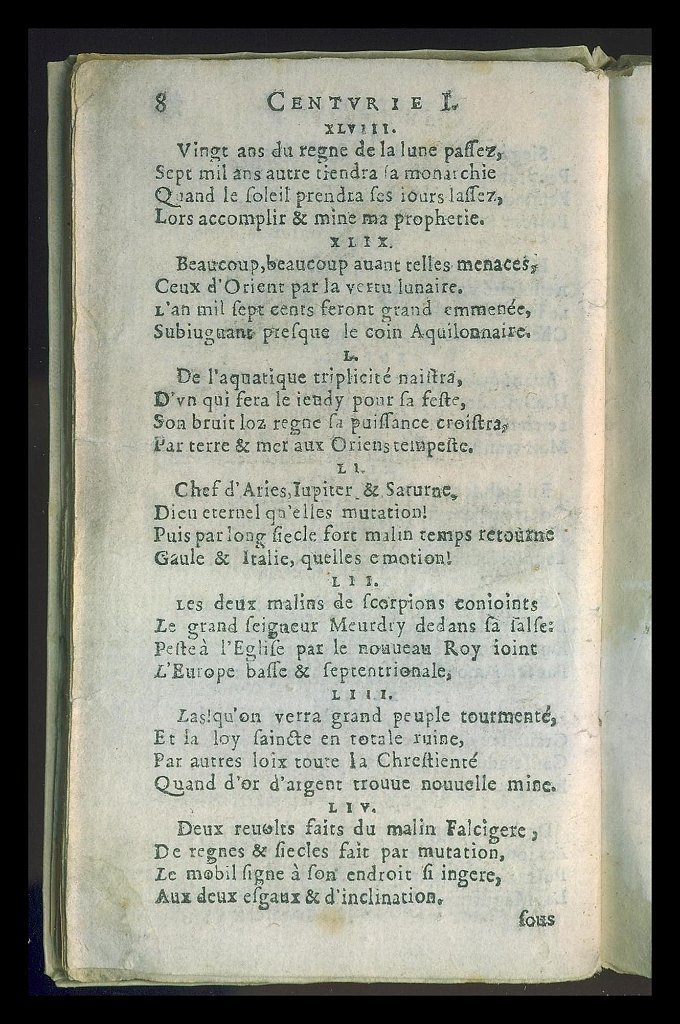 8 CENTVRIE I.
XLVIII.
Vingt ans du regne de la lune paſſez,
Sept mil ans autre tiendra ſa monarchie
Quand le ſoleil prendra ſes iours laſſez,
Lors accomplir & mine ma prophetie.
XLIX.
Beaucoup, beaucoup auant telles menaces,
Ceux d'Orient par la vertu lunaire.
L'an mil ſept cents feront grand emmenée,
Subiuguant preſque le coin Aquilonnaire.
L.
De l'aquatique triplicité naiſtra,
D'vn qui fera le ieudy pour ſa feſte,
Son bruit loz regne ſa puiſſance croiſtra,
Par terre & mer aux Oriens tempeſte.
LI.
Chef d'Aries, Iupiter & Saturne,
Dieu eternel qu'elles mutation!
Puis par long ſiecle fort malin temps retourne
Gaule & Italie, quelles emotion!
LII.
Les deux malins de ſcorpions conioints
Le grand ſeigneur Meurdry dedans ſa ſalſe:
Peſte à l'Egliſe par le nouueau Roy ioint
L'Europe baſſe & ſeptentrionale,
LIII.
Las! qu'on verra grand peuple tourmenté,
Et la loy ſaincte en totale ruine,
Par autres loix toute la Chreſtienté
Quand d'or d'argent trouue nouuelle mine.
LIV.
Deux reuolts faits du malin Falcigere,
De regnes & ſiecles fait par mutation,
Le mobil ſigne à ſon endroit ſi ingere,
Aux deux eſgaux & d'inclination.
ſous